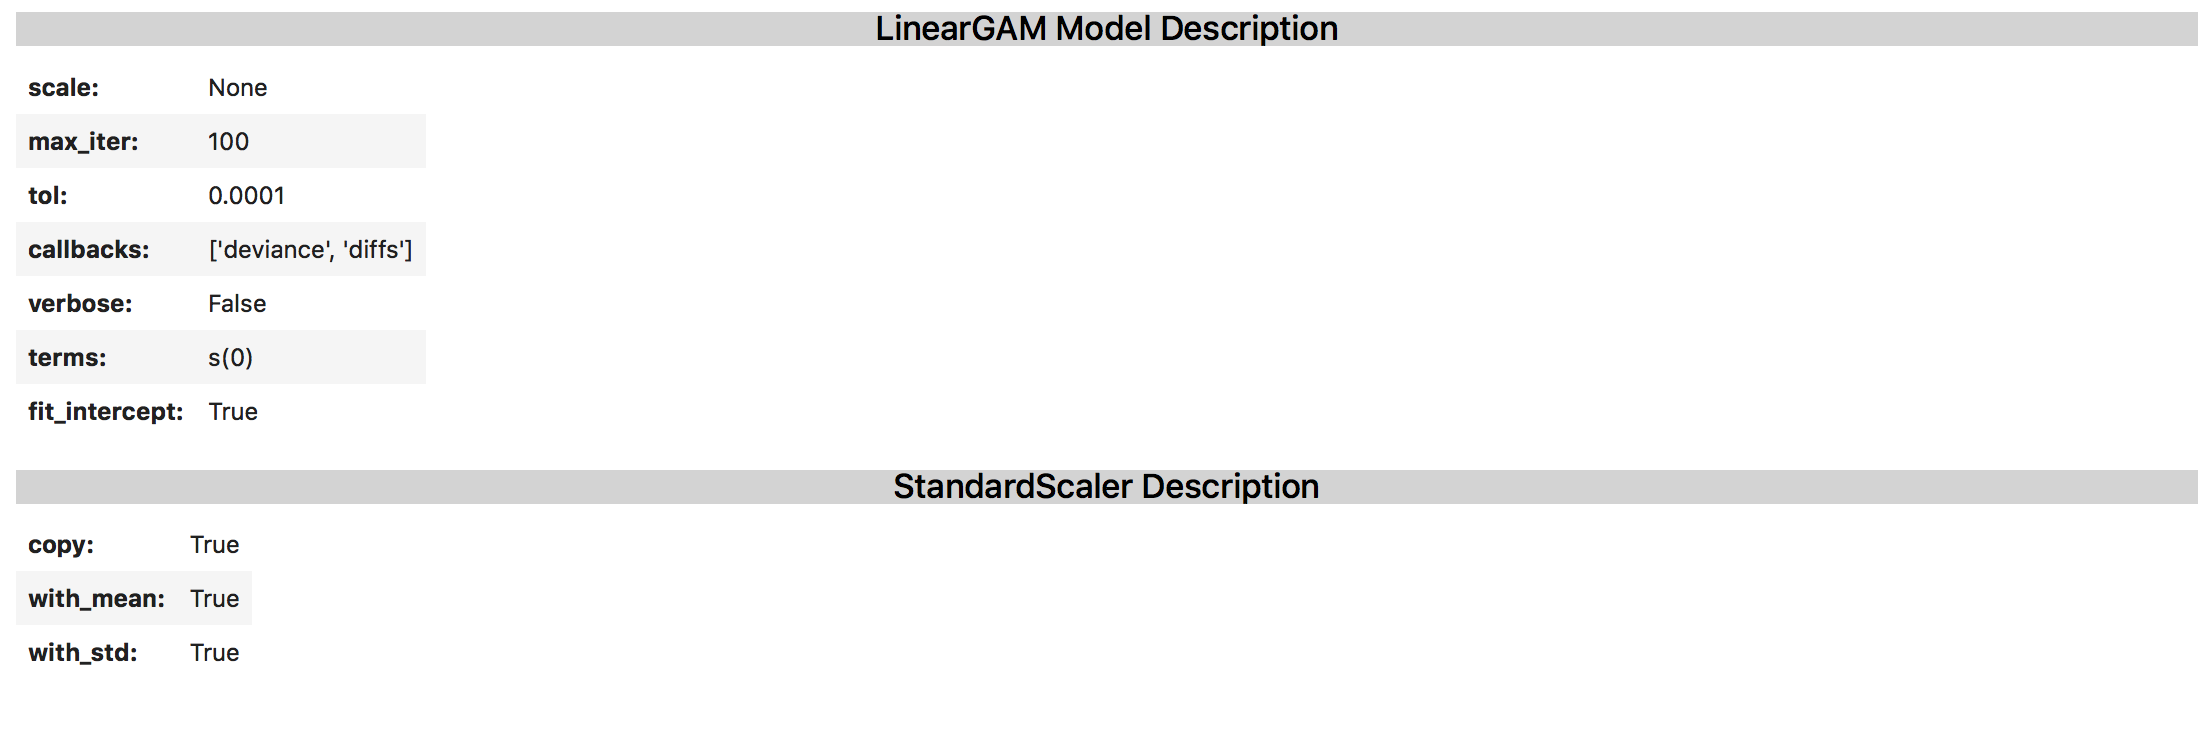 LinearGAM Model Description
scale: None
max_iter: 100
tol: 0.0001
callbacks: ['deviance', 'diffs']
verbose: False
terms: s(0)
fit_intercept: True
StandardScaler Description
copy: True
with_mean: True
with_std: True